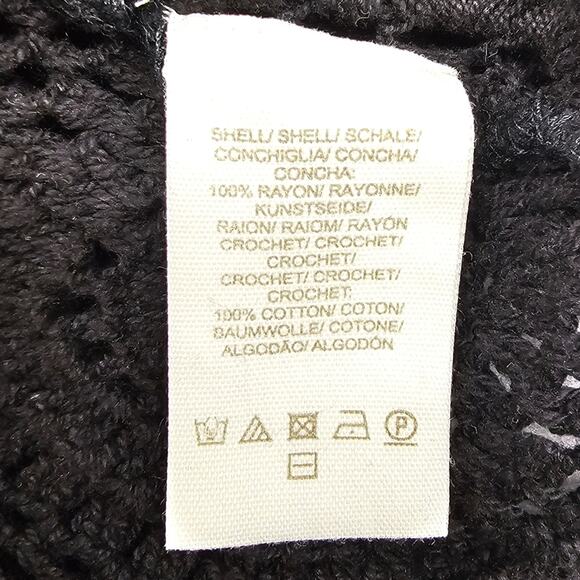 SHELL/ SHELL/ SCHALE/
CONCHIGLIA/ CONCHA/
CONCHA:
100% RAYON/ RAYONNE/
KUNSTSEIDE/
RAION/ RAIOM/ RAYÓN
CROCHET/ CROCHET/
CROCHET/
CROCHET/ CROCHET/
CROCHET:
100% COTTON/ COTON/
BAUMWOLLE/ COTONE/
ALGODÃO/ ALGODÓN
P